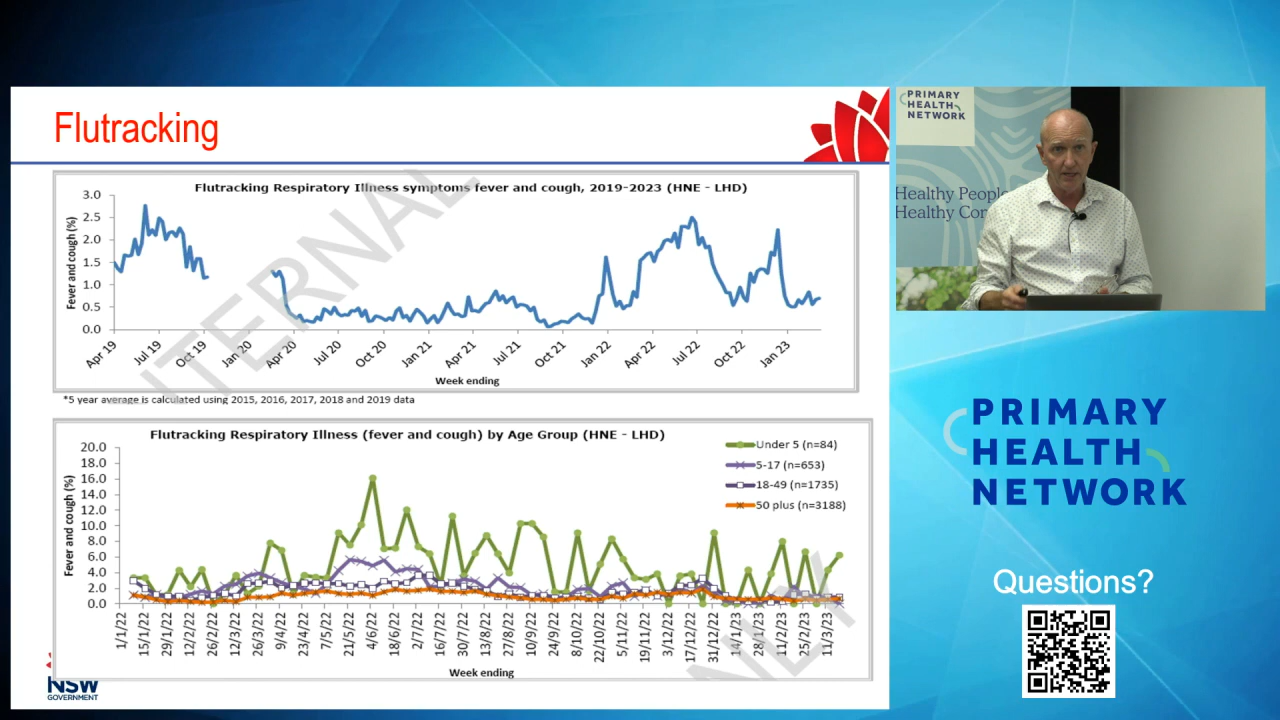 Flutracking
Flutracking Respiratory Illness symptoms fever and cough, 2019-2023 (HNE - LHD)
Fever and cough (%)
3.0
2.5
2.0
1.5
1.0
0.5
0.0
Apr 19
Jul 19
Oct 19
Jan 20
Apr 20
Jul 20
Oct 20
Jan 21
Apr 21
Jul 21
Oct 21
Jan 22
Apr 22
Jul 22
Oct 22
Jan 23
Week ending
*5 year average is calculated using 2015, 2016, 2017, 2018 and 2019 data
Flutracking Respiratory Illness (fever and cough) by Age Group (HNE - LHD)
Fever and cough (%)
20.0
18.0
16.0
14.0
12.0
10.0
8.0
6.0
4.0
2.0
0.0
Under 5 (n=84)
5-17 (n=653)
18-49 (n=1735)
50 plus (n=3188)
1/1/22
15/1/22
29/1/22
12/2/22
26/2/22
12/3/22
26/3/22
9/4/22
23/4/22
7/5/22
21/5/22
4/6/22
18/6/22
2/7/22
16/7/22
30/7/22
13/8/22
27/8/22
10/9/22
24/9/22
8/10/22
22/10/22
5/11/22
19/11/22
3/12/22
17/12/22
31/12/22
14/1/23
28/1/23
11/2/23
25/2/23
11/3/23
Week ending
TERNAL
NLY
NSW
GOVERNMENT
PRIMARY
HEALTH
NETWORK
Healthy People
Healthy Co
PRIMARY
HEALTH
NETWORK
Questions?